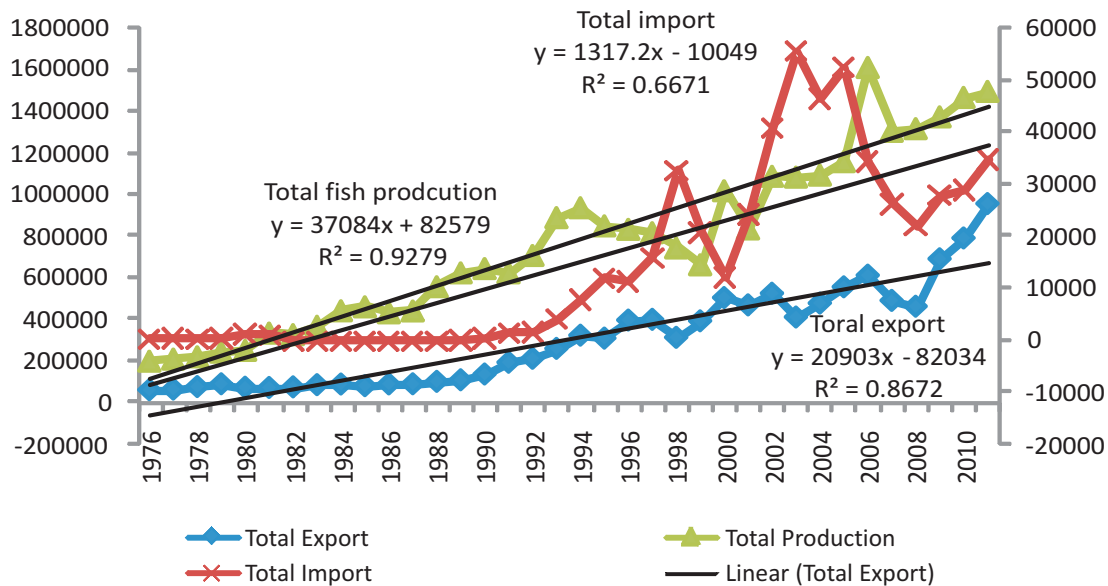 Total import
y = 1317.2x - 10049
R² = 0.6671
Total fish prodcution
y = 37084x + 82579
R² = 0.9279
Toral export
y = 20903x - 82034
R² = 0.8672
1800000
1600000
1400000
1200000
1000000
800000
600000
400000
200000
0
-200000
60000
50000
40000
30000
20000
10000
0
-10000
-20000
1976
1978
1980
1982
1984
1986
1988
1990
1992
1994
1996
1998
2000
2002
2004
2006
2008
2010
Total Export
Total Production
Total Import
Linear (Total Export)